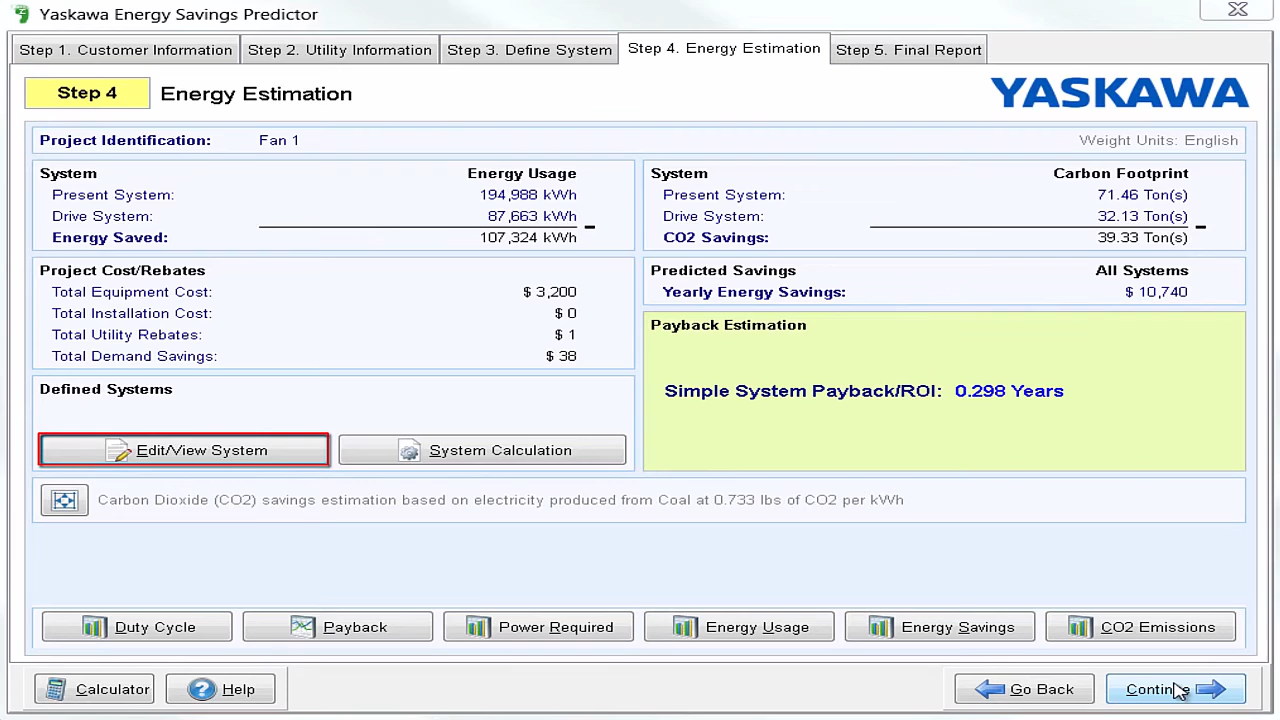 Yaskawa Energy Savings Predictor
Step 1. Customer Information
Step 2. Utility Information
Step 3. Define System
Step 4. Energy Estimation
Step 5. Final Report
Step 4
Energy Estimation
YASKAWA
Project Identification: Fan 1
Weight Units: English
System Energy Usage
Present System: 194,988 kWh
Drive System: 87,663 kWh
Energy Saved: 107,324 kWh
System Carbon Footprint
Present System: 71.46 Ton(s)
Drive System: 32.13 Ton(s)
CO2 Savings: 39.33 Ton(s)
Project Cost/Rebates
Total Equipment Cost: $ 3,200
Total Installation Cost: $ 0
Total Utility Rebates: $ 1
Total Demand Savings: $ 38
Predicted Savings All Systems
Yearly Energy Savings: $ 10,740
Payback Estimation
Simple System Payback/ROI: 0.298 Years
Defined Systems
Edit/View System
System Calculation
Carbon Dioxide (CO2) savings estimation based on electricity produced from Coal at 0.733 lbs of CO2 per kWh
Duty Cycle
Payback
Power Required
Energy Usage
Energy Savings
CO2 Emissions
Calculator
Help
Go Back
Continue